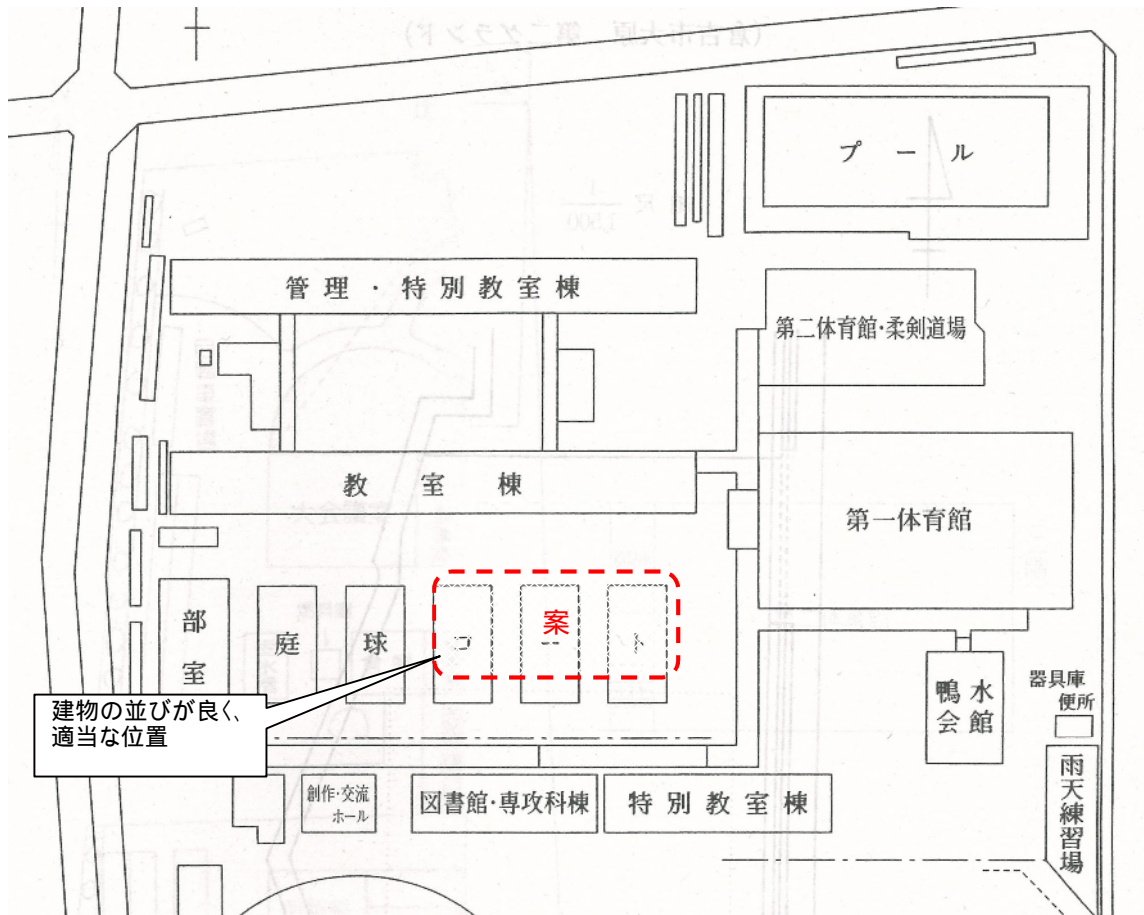 プール
管理・特別教室棟
第二体育館・柔剣道場
教室棟
第一体育館
部室
庭球コート
案
建物の並びが良く、
適当な位置
鴨水会館
器具庫
便所
雨天練習場
創作・交流
ホール
図書館・専攻科棟
特別教室棟